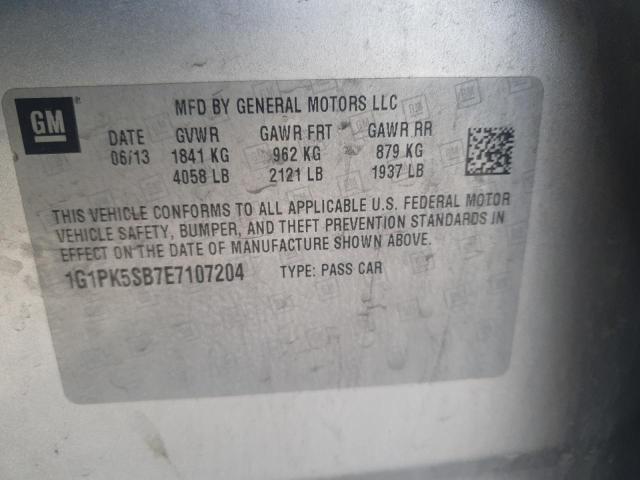 GM
MFD BY GENERAL MOTORS LLC
DATE GVWR GAWR FRT GAWR RR
06/13 1841 KG 962 KG 879 KG
4058 LB 2121 LB 1937 LB
THIS VEHICLE CONFORMS TO ALL APPLICABLE U.S. FEDERAL MOTOR
VEHICLE SAFETY, BUMPER, AND THEFT PREVENTION STANDARDS IN
EFFECT ON THE DATE OF MANUFACTURE SHOWN ABOVE.
1G1PK5SB7E7107204 TYPE: PASS CAR